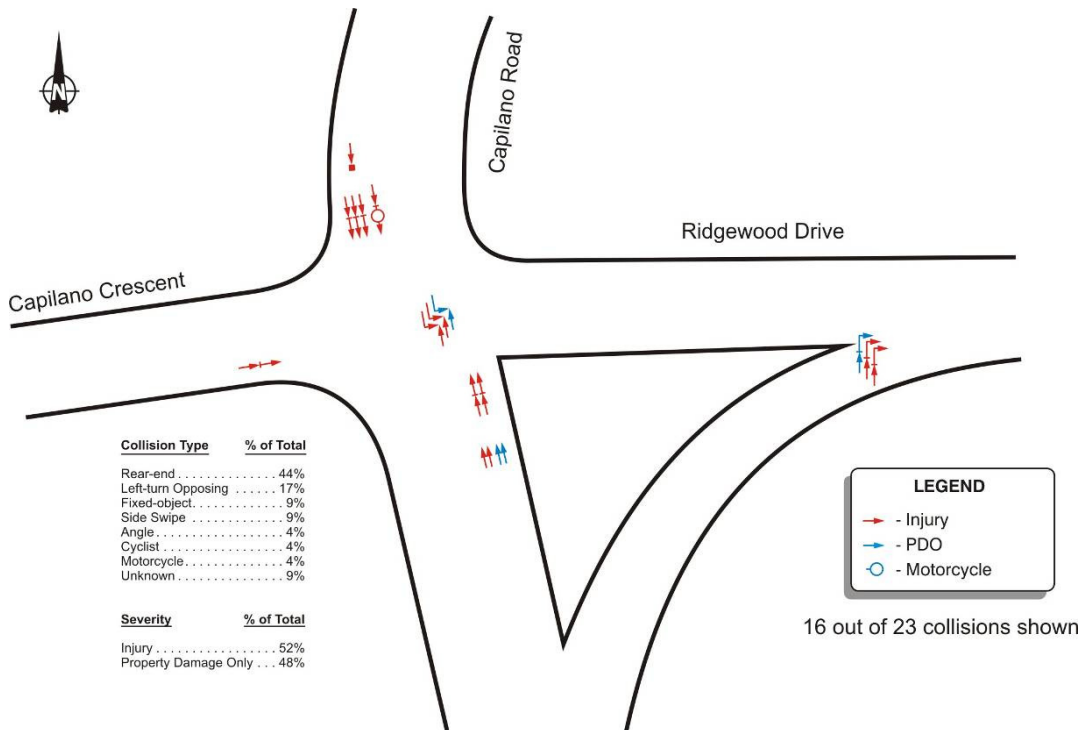 N
Capilano Road
Ridgewood Drive
Capilano Crescent
Collision Type % of Total
Rear-end . . . . . . . . . . . . . . 44%
Left-turn Opposing . . . . . . 17%
Fixed-object. . . . . . . . . . . . . 9%
Side Swipe . . . . . . . . . . . . 9%
Angle . . . . . . . . . . . . . . . . . . 4%
Cyclist . . . . . . . . . . . . . . . . . 4%
Motorcycle . . . . . . . . . . . . . . 4%
Unknown . . . . . . . . . . . . . . . 9%
Severity % of Total
Injury . . . . . . . . . . . . . . . . . 52%
Property Damage Only . . . 48%
LEGEND
- Injury
- PDO
- Motorcycle
16 out of 23 collisions shown